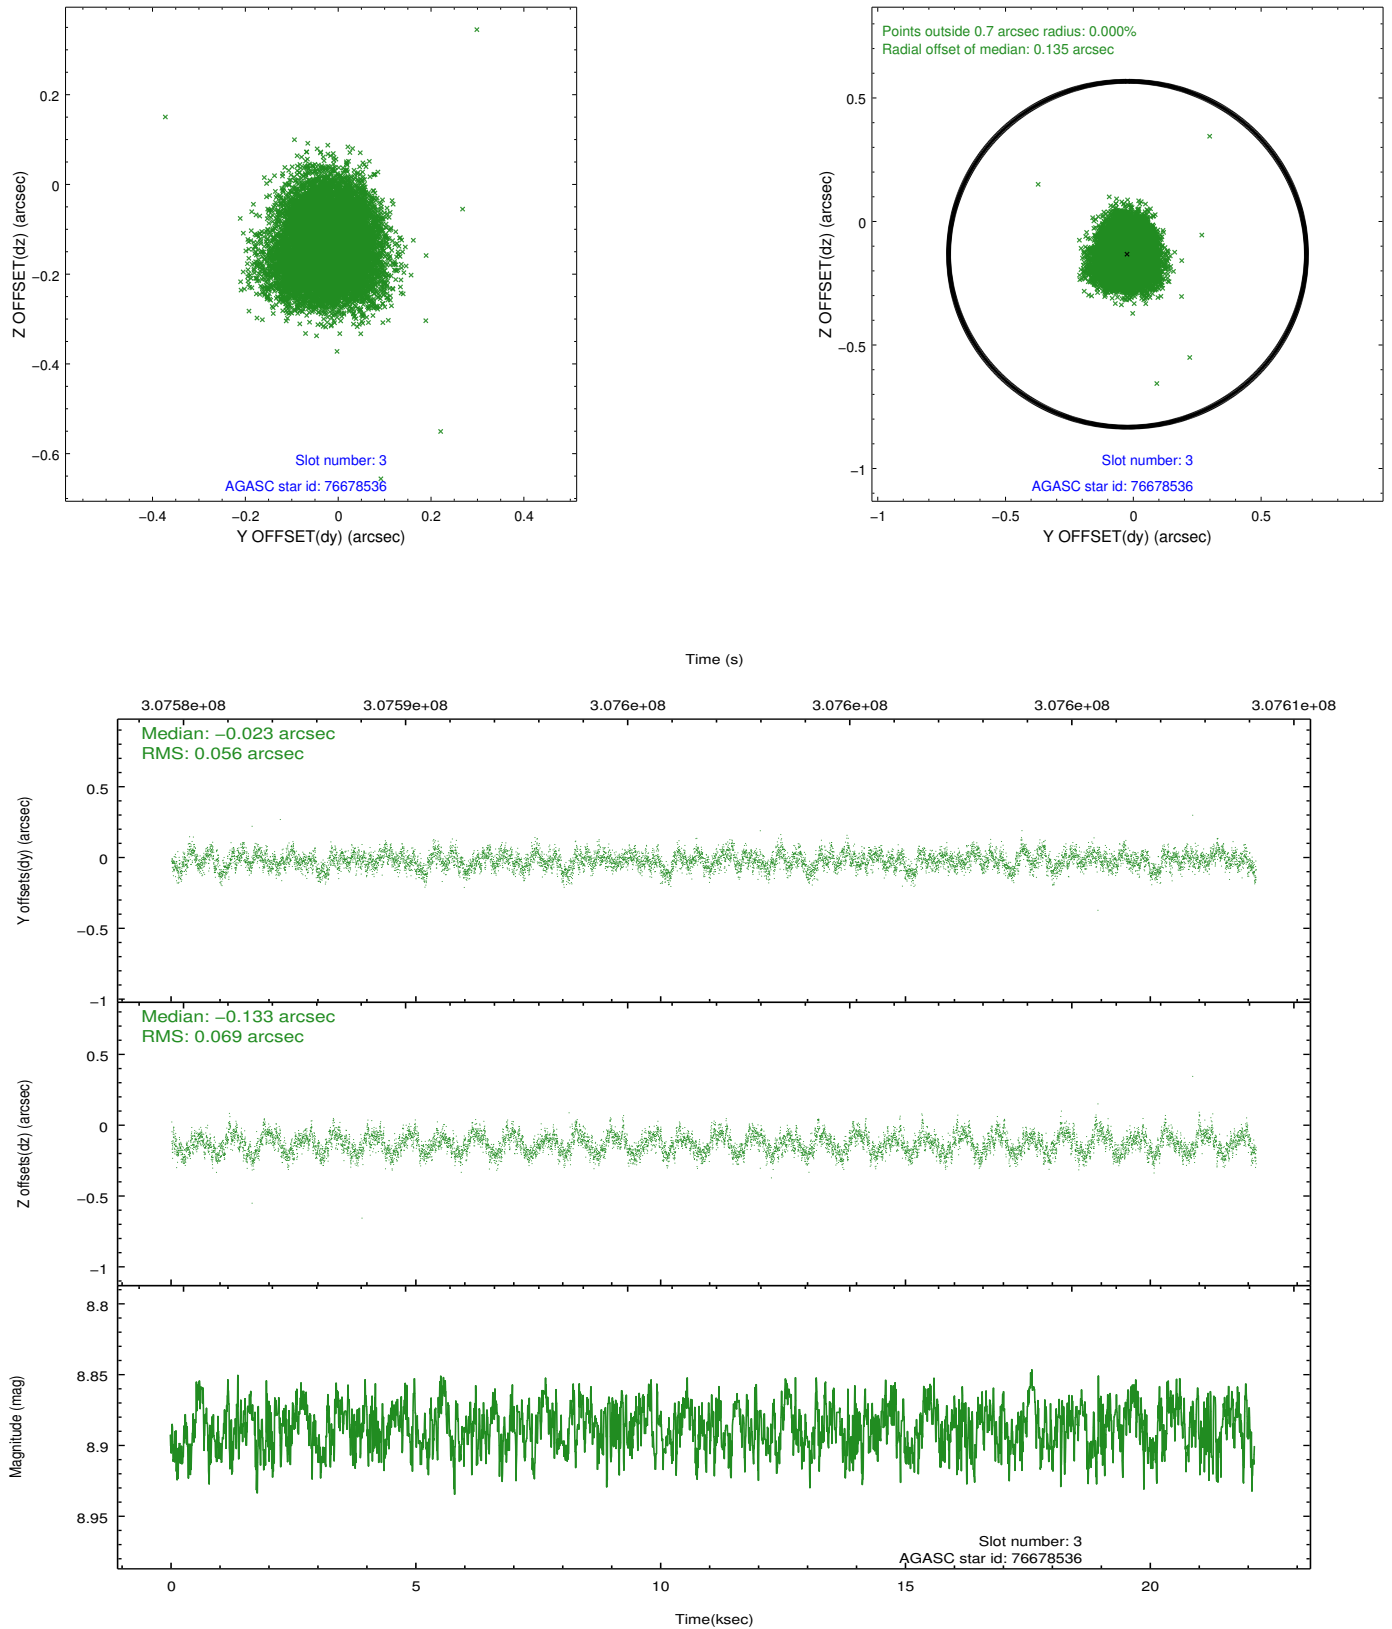 0.2
0
−0.2
−0.4
−0.6
Z OFFSET(dz) (arcsec)
Slot number: 3
AGASC star id: 76678536
−0.4
−0.2
0
0.2
0.4
Y OFFSET(dy) (arcsec)
Points outside 0.7 arcsec radius: 0.000%
Radial offset of median: 0.135 arcsec
0.5
0
−0.5
−1
Z OFFSET(dz) (arcsec)
Slot number: 3
AGASC star id: 76678536
−1
−0.5
0
0.5
Y OFFSET(dy) (arcsec)
Time (s)
3.0758e+08
3.0759e+08
3.076e+08
3.076e+08
3.076e+08
3.0761e+08
Median: −0.023 arcsec
RMS: 0.056 arcsec
0.5
0
−0.5
−1
Y offsets(dy) (arcsec)
Median: −0.133 arcsec
RMS: 0.069 arcsec
0.5
0
−0.5
−1
Z offsets(dz) (arcsec)
8.8
8.85
8.9
8.95
Magnitude (mag)
Slot number: 3
AGASC star id: 76678536
0
5
10
15
20
Time(ksec)